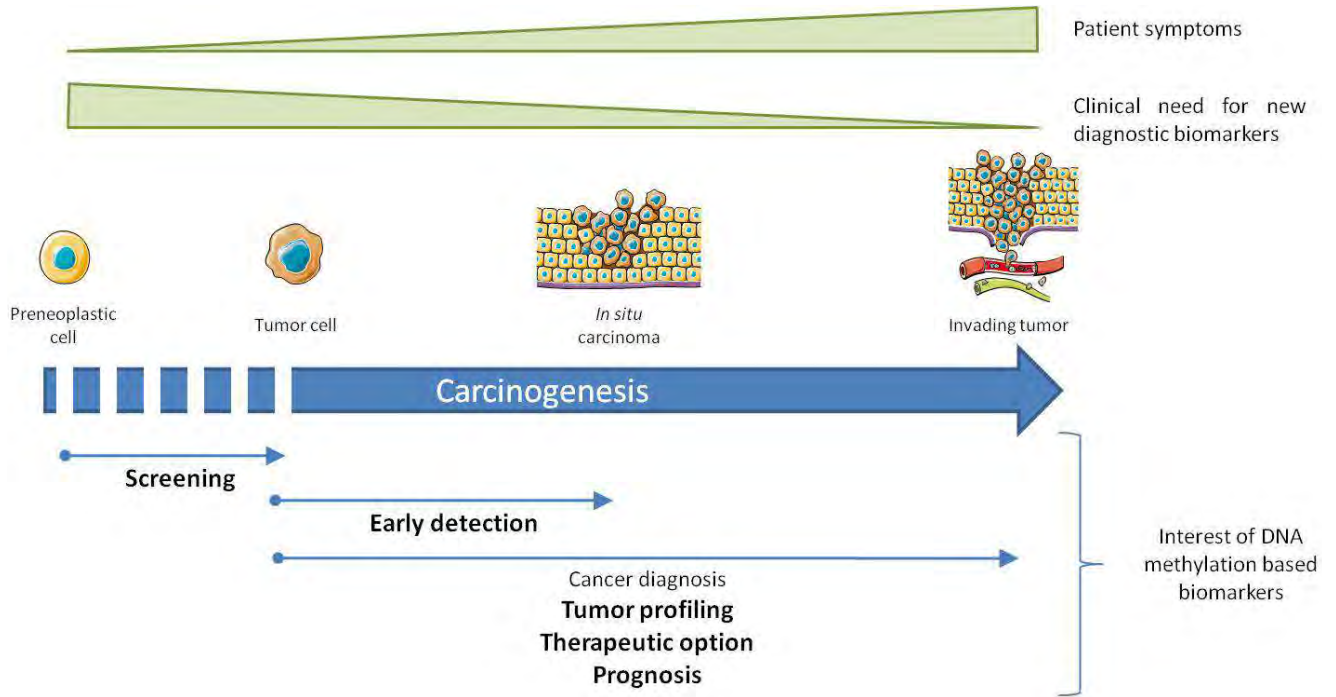 Patient symptoms
Clinical need for new
diagnostic biomarkers
Preneoplastic
cell
Tumor cell
In situ
carcinoma
Invading tumor
Carcinogenesis
Screening
Early detection
Cancer diagnosis
Tumor profiling
Therapeutic option
Prognosis
Interest of DNA
methylation based
biomarkers